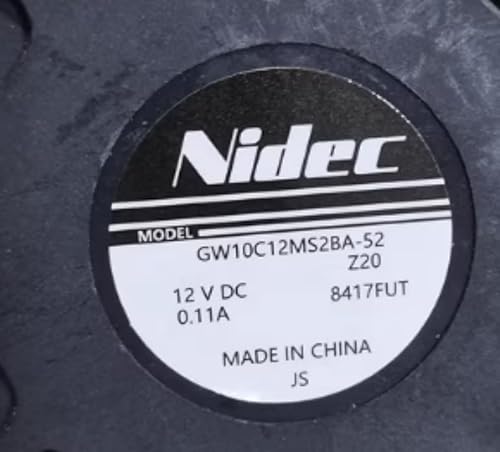 Nidec
MODEL
GW10C12MS2BA-52
Z20
12 V DC 8417FUT
0.11A
MADE IN CHINA
JS